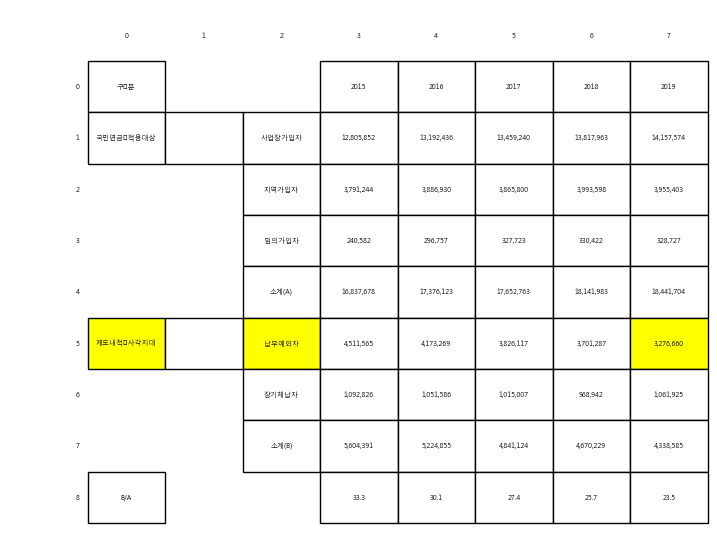 0 1 2 3 4 5 6 7
0 구□분 2015 2016 2017 2018 2019
1 국민연금□적용대상 사업장가입자 12,805,852 13,192,436 13,459,240 13,817,963 14,157,574
2 지역가입자 3,791,244 3,886,930 3,865,800 3,993,598 3,955,403
3 임의가입자 240,582 296,757 327,723 330,422 328,727
4 소계(A) 16,837,678 17,376,123 17,652,763 18,141,983 18,441,704
5 제도내적□사각지대 납부예외자 4,511,565 4,173,269 3,826,117 3,701,287 3,276,660
6 장기체납자 1,092,826 1,051,586 1,015,007 968,942 1,061,925
7 소계(B) 5,604,391 5,224,855 4,841,124 4,670,229 4,338,585
8 B/A 33.3 30.1 27.4 25.7 23.5